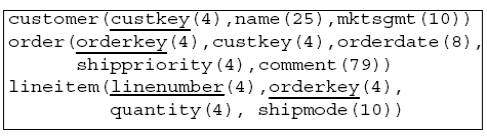 customer(custkey(4),name(25),mktsgmt(10))
order(orderkey(4),custkey(4),orderdate(8),
shippriority(4),comment(79))
lineitem(linenumber(4),orderkey(4),
quantity(4), shipmode(10))